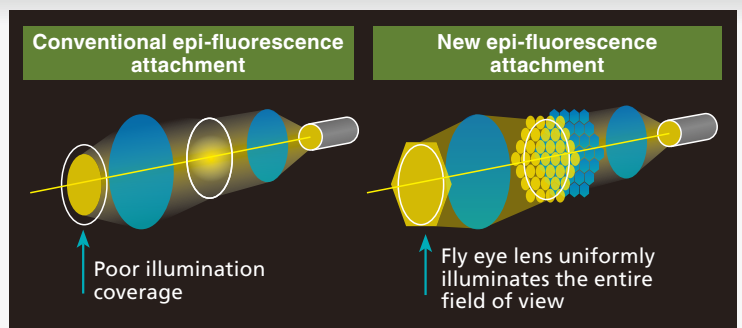 Conventional epi-fluorescence
attachment
New epi-fluorescence
attachment
Poor illumination
coverage
Fly eye lens uniformly
illuminates the entire
field of view